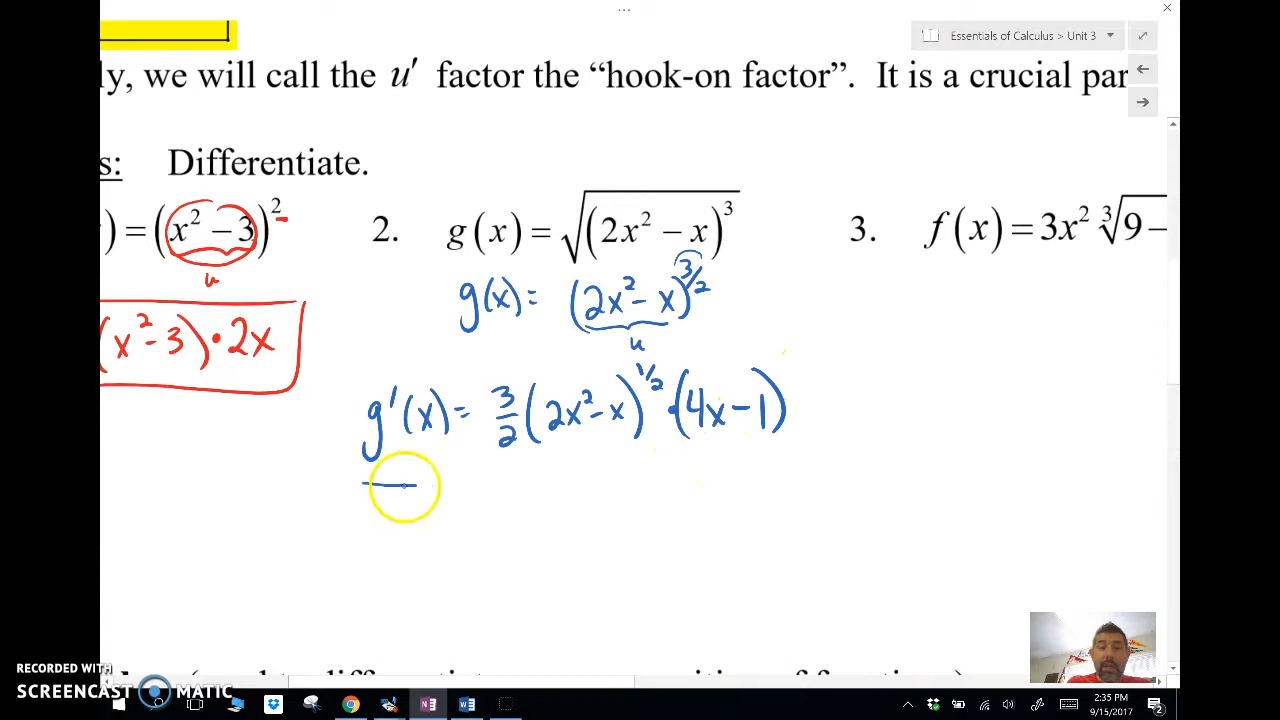 Essentials of Calculus > Unit 3
ly, we will call the u′ factor the “hook-on factor”. It is a crucial par
s: Differentiate.
) = (x² − 3)²
u
(x² − 3) • 2x
2. g(x) = √(2x² − x)³
g(x) = (2x² − x)^3/2
u
g'(x) = 3/2 (2x² − x)^1/2 • (4x − 1)
3. f(x) = 3x² ∛9 −
RECORDED WITH
SCREENCAST MATIC
2:35 PM
9/15/2017